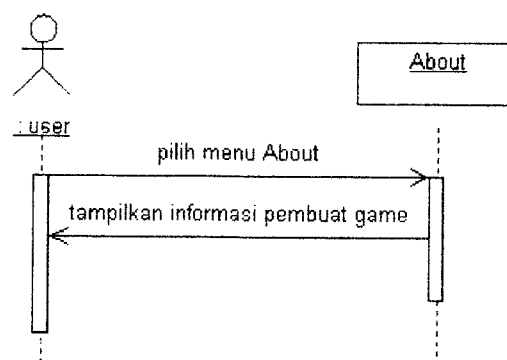 About
: user
pilih menu About
tampilkan informasi pembuat game